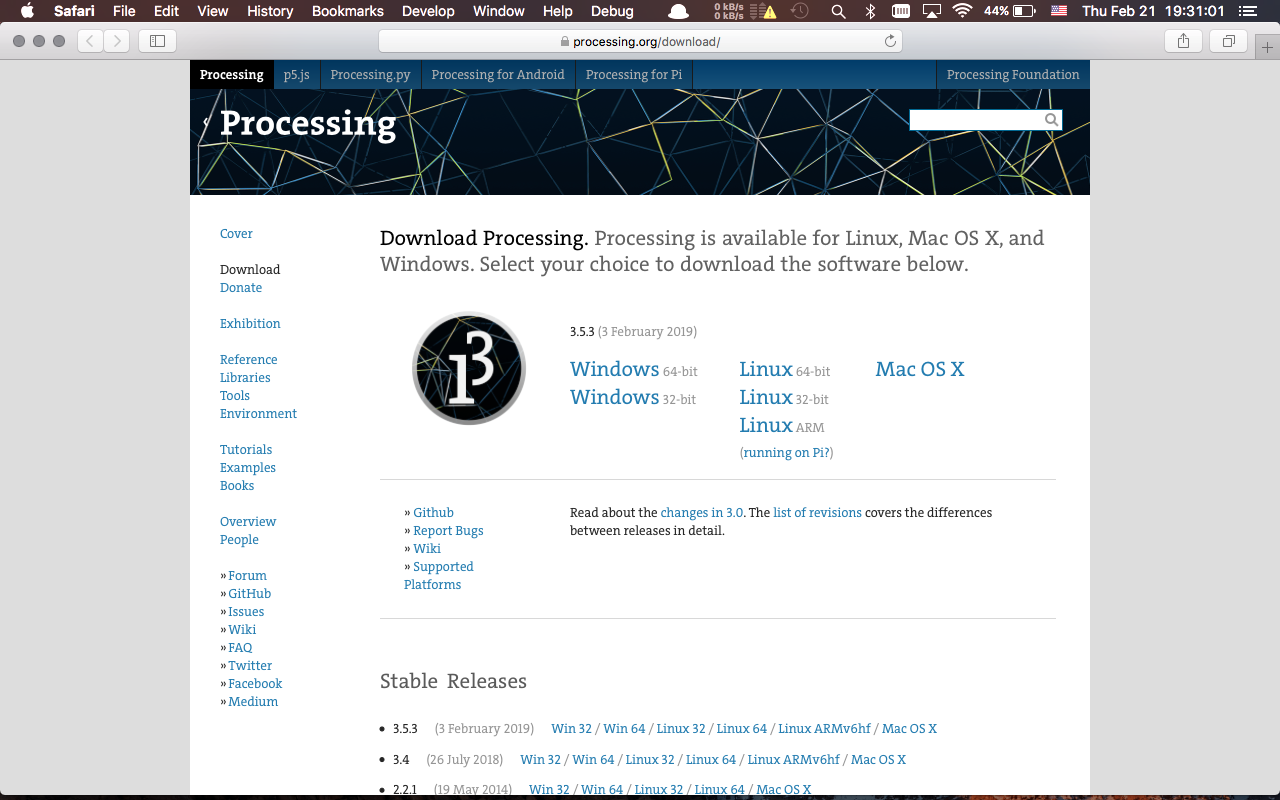 Safari File Edit View History Bookmarks Develop Window Help Debug 0 kB/s 0 kB/s 44% Thu Feb 21 19:31:01
processing.org/download/
Processing p5.js Processing.py Processing for Android Processing for Pi Processing Foundation
Processing
Cover
Download
Donate
Exhibition
Reference
Libraries
Tools
Environment
Tutorials
Examples
Books
Overview
People
» Forum
» GitHub
» Issues
» Wiki
» FAQ
» Twitter
» Facebook
» Medium
Download Processing. Processing is available for Linux, Mac OS X, and
Windows. Select your choice to download the software below.
3
3.5.3 (3 February 2019)
Windows 64-bit Linux 64-bit Mac OS X
Windows 32-bit Linux 32-bit
Linux ARM
(running on Pi?)
» Github
» Report Bugs
» Wiki
» Supported
Platforms
Read about the changes in 3.0. The list of revisions covers the differences
between releases in detail.
Stable Releases
• 3.5.3 (3 February 2019) Win 32 / Win 64 / Linux 32 / Linux 64 / Linux ARMv6hf / Mac OS X
• 3.4 (26 July 2018) Win 32 / Win 64 / Linux 32 / Linux 64 / Linux ARMv6hf / Mac OS X
• 2.2.1 (19 May 2014) Win 32 / Win 64 / Linux 32 / Linux 64 / Mac OS X